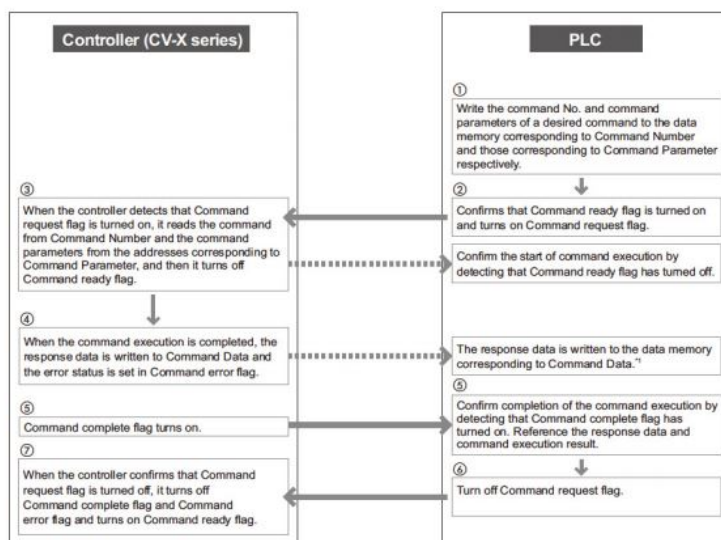 Controller (CV-X series)
PLC
①
Write the command No. and command
parameters of a desired command to the data
memory corresponding to Command Number
and those corresponding to Command Parameter
respectively.
②
Confirms that Command ready flag is turned on
and turns on Command request flag.
③
When the controller detects that Command
request flag is turned on, it reads the command
from Command Number and the command
parameters from the addresses corresponding to
Command Parameter, and then it turns off
Command ready flag.
Confirm the start of command execution by
detecting that Command ready flag has turned off.
④
When the command execution is completed, the
response data is written to Command Data and
the error status is set in Command error flag.
The response data is written to the data memory
corresponding to Command Data.*1
⑤
Command complete flag turns on.
⑤
Confirm completion of the command execution by
detecting that Command complete flag has
turned on. Reference the response data and
command execution result.
⑥
Turn off Command request flag.
⑦
When the controller confirms that Command
request flag is turned off, it turns off
Command complete flag and Command
error flag and turns on Command ready flag.